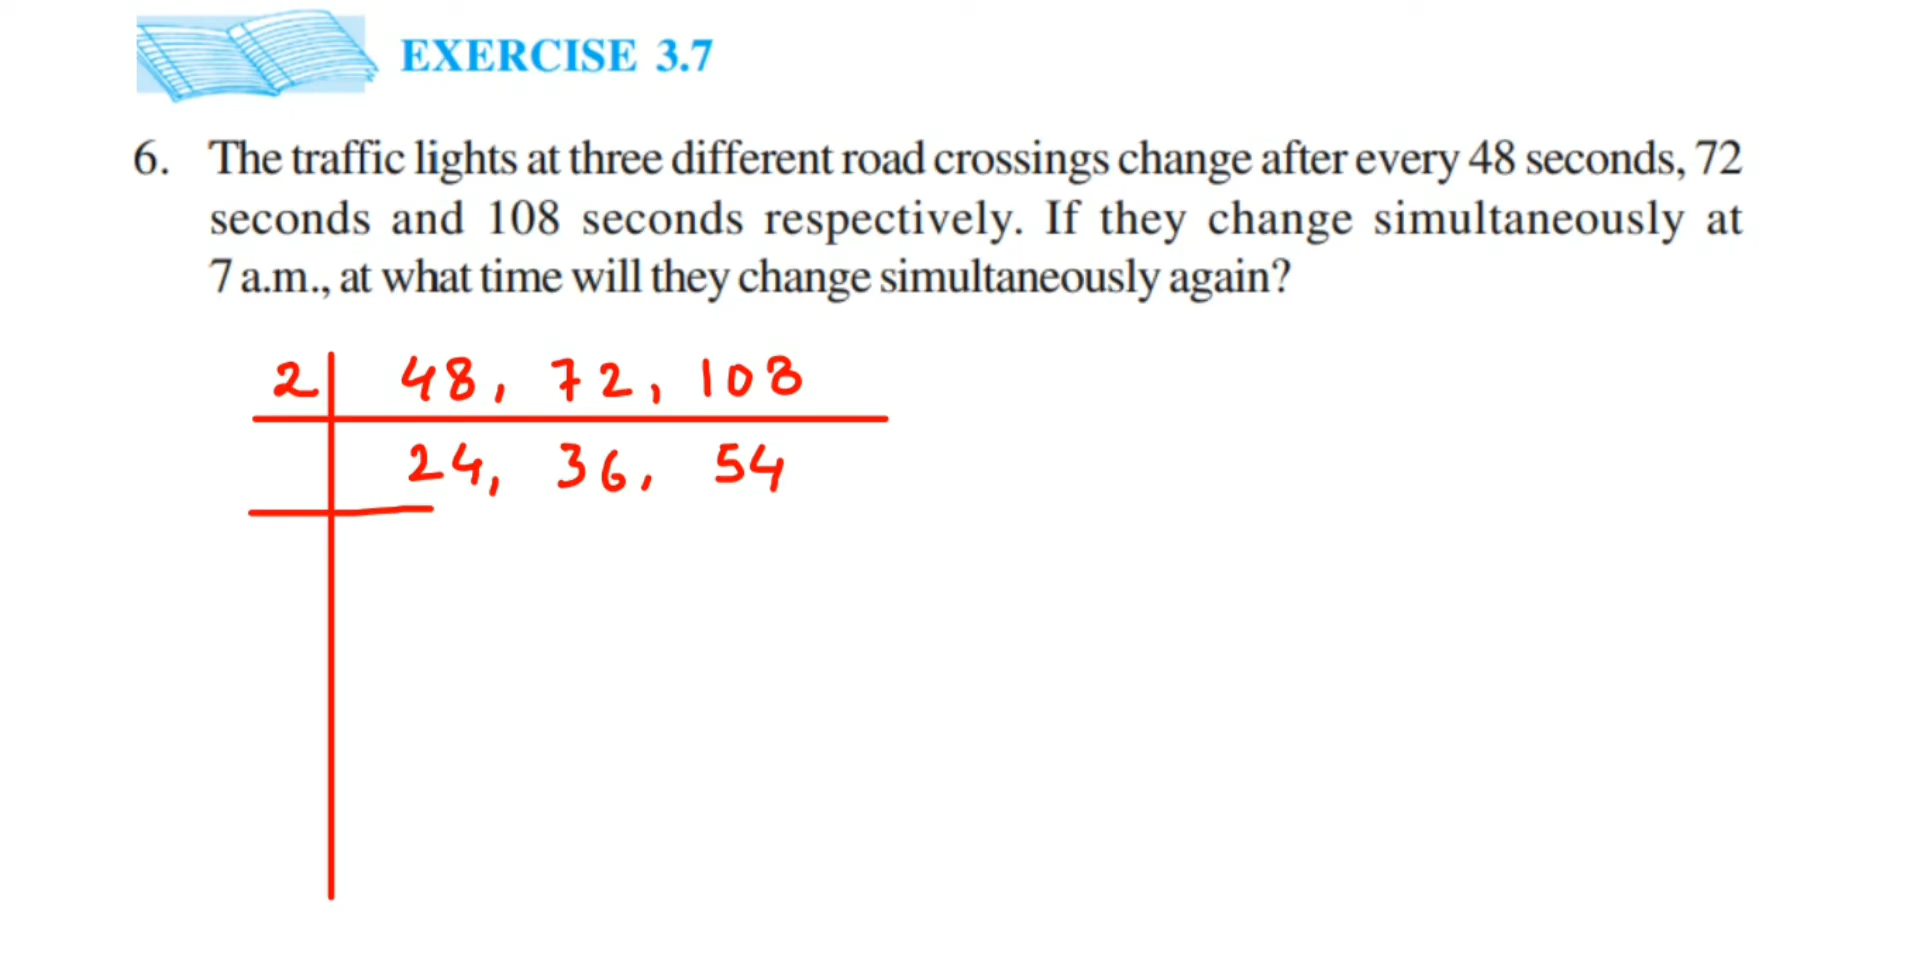 EXERCISE 3.7
6. The traffic lights at three different road crossings change after every 48 seconds, 72
seconds and 108 seconds respectively. If they change simultaneously at
7 a.m., at what time will they change simultaneously again?
2 | 48, 72, 108
24, 36, 54